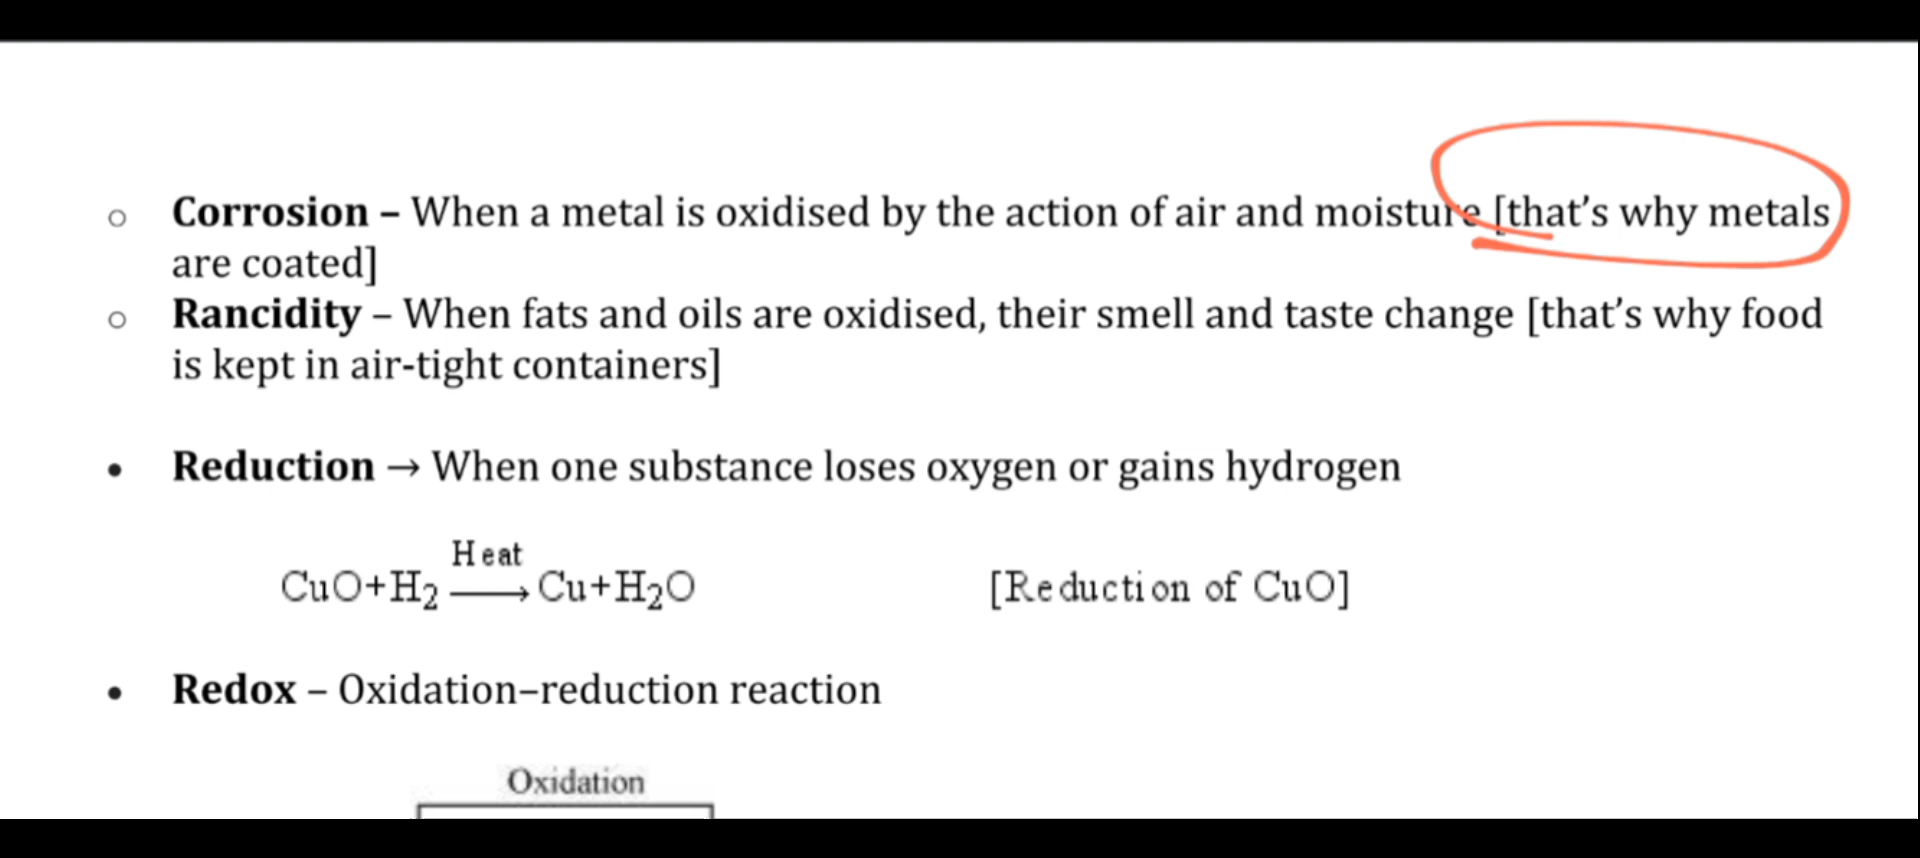 ○ Corrosion – When a metal is oxidised by the action of air and moisture [that’s why metals
are coated]
○ Rancidity – When fats and oils are oxidised, their smell and taste change [that’s why food
is kept in air-tight containers]
• Reduction → When one substance loses oxygen or gains hydrogen
Heat
CuO+H₂ ⟶ Cu+H₂O [Reduction of CuO]
• Redox – Oxidation–reduction reaction
Oxidation